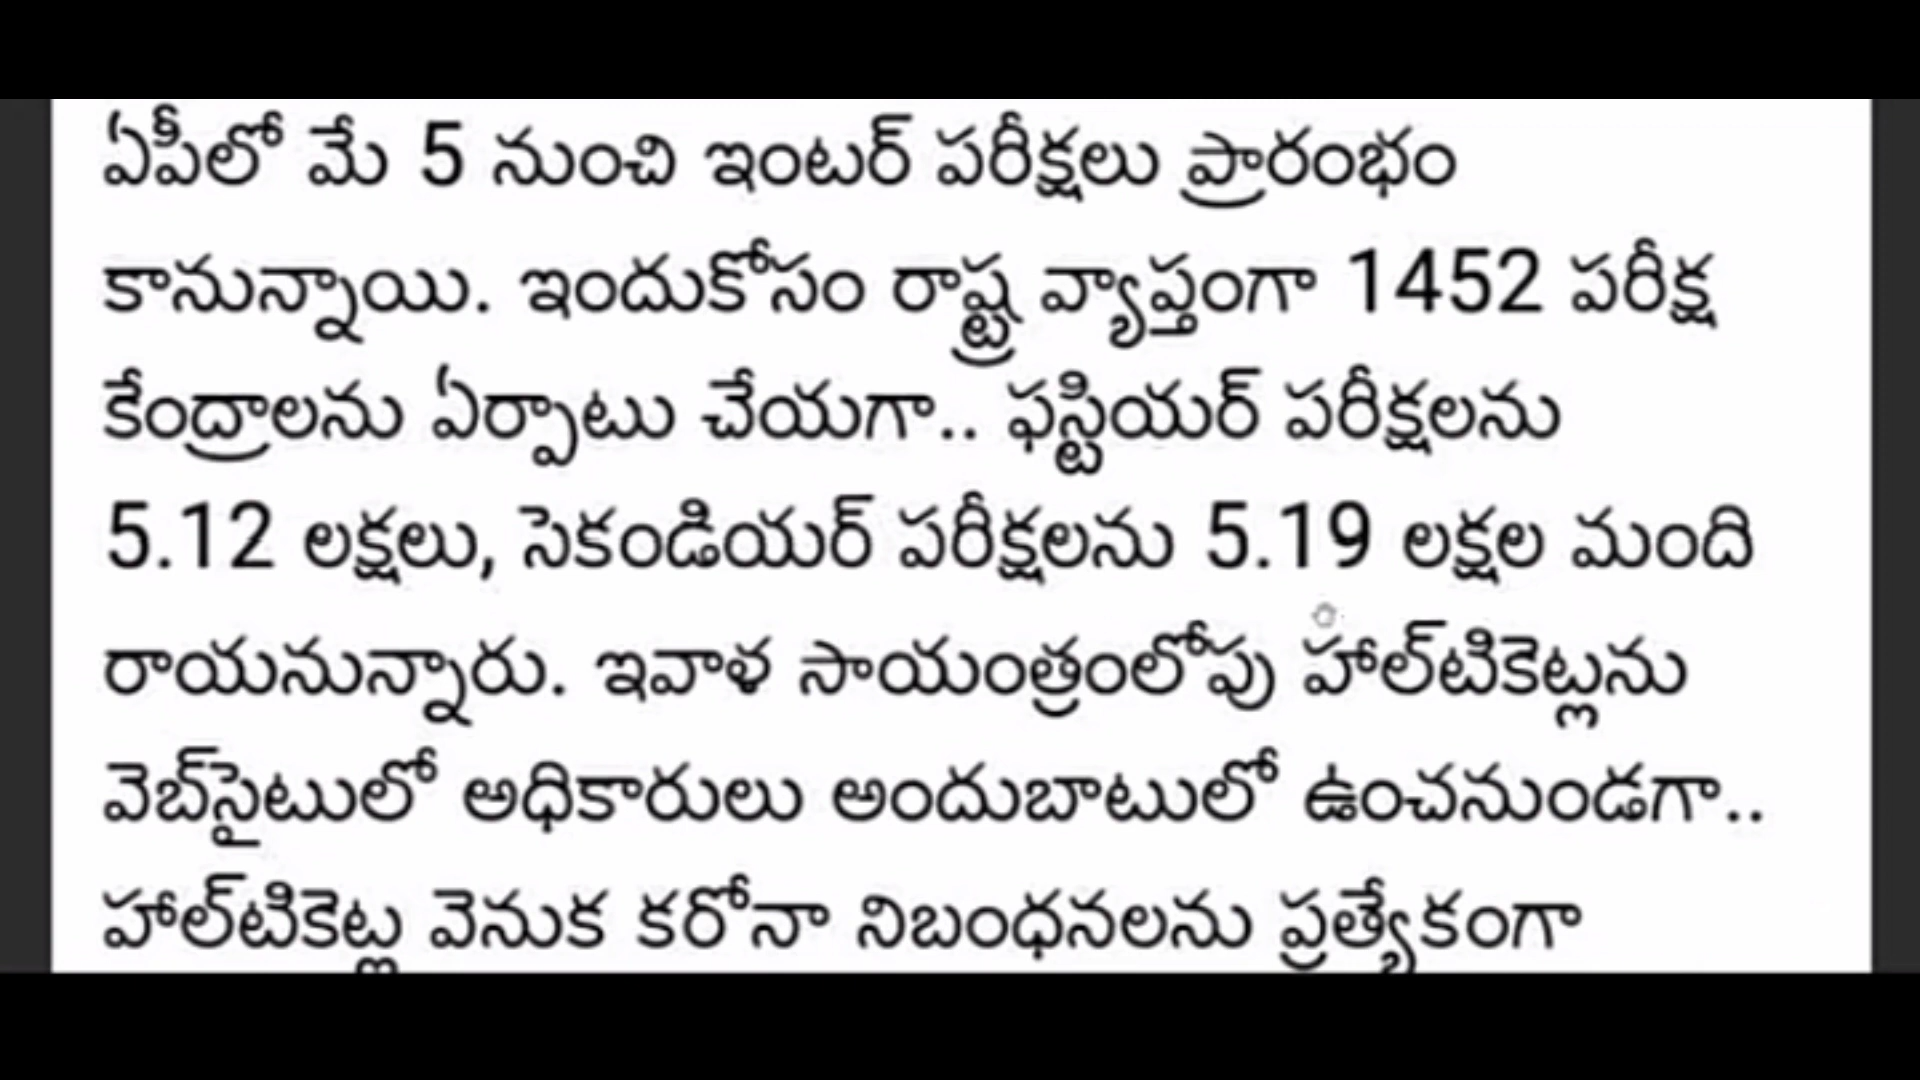 ఏపీలో మే 5 నుంచి ఇంటర్ పరీక్షలు ప్రారంభం
కానున్నాయి. ఇందుకోసం రాష్ట్ర వ్యాప్తంగా 1452 పరీక్ష
కేంద్రాలను ఏర్పాటు చేయగా.. ఫస్టియర్ పరీక్షలను
5.12 లక్షలు, సెకండియర్ పరీక్షలను 5.19 లక్షల మంది
రాయనున్నారు. ఇవాళ సాయంత్రంలోపు హాల్‌టికెట్లను
వెబ్‌సైటులో అధికారులు అందుబాటులో ఉంచనుండగా..
హాల్‌టికెట్ల వెనుక కరోనా నిబంధనలను ప్రత్యేకంగా